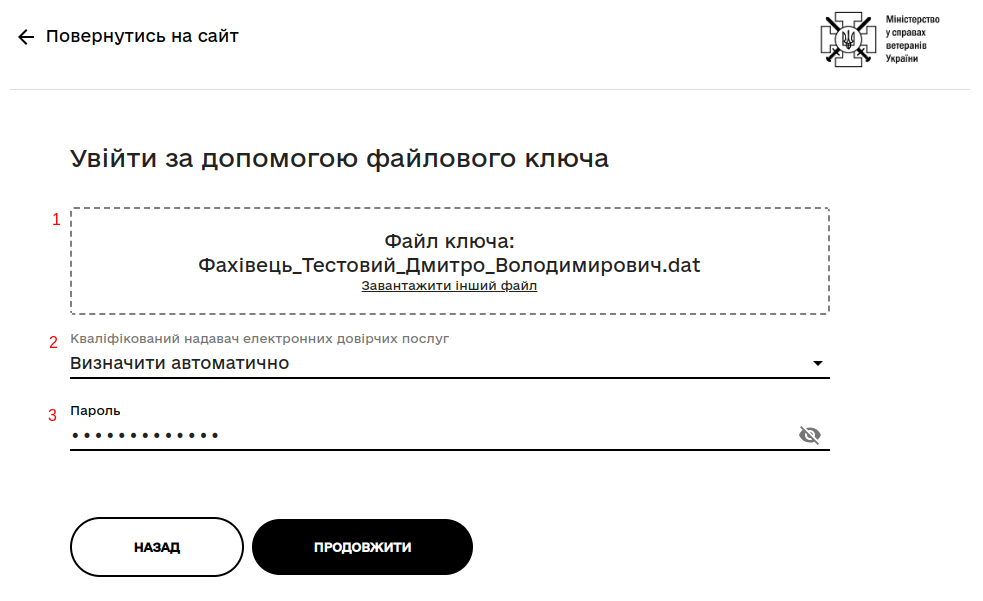 Повернутись на сайт
Міністерство
у справах
ветеранів
України
Увійти за допомогою файлового ключа
1
Файл ключа:
Фахівець_Тестовий_Дмитро_Володимирович.dat
Завантажити інший файл
2
Кваліфікований надавач електронних довірчих послуг
Визначити автоматично
3
Пароль
НАЗАД
ПРОДОВЖИТИ